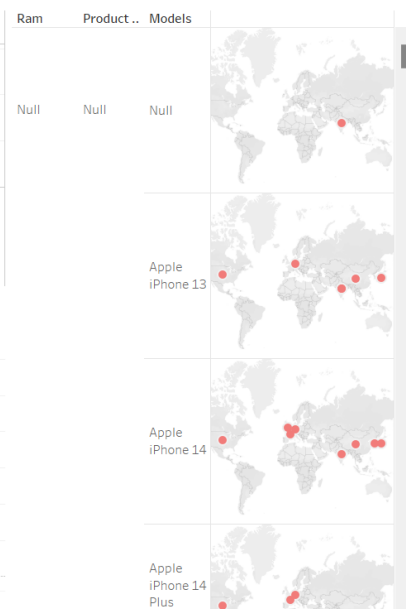 Ram Product .. Models
Null Null Null
Apple
iPhone 13
Apple
iPhone 14
Apple
iPhone 14
Plus